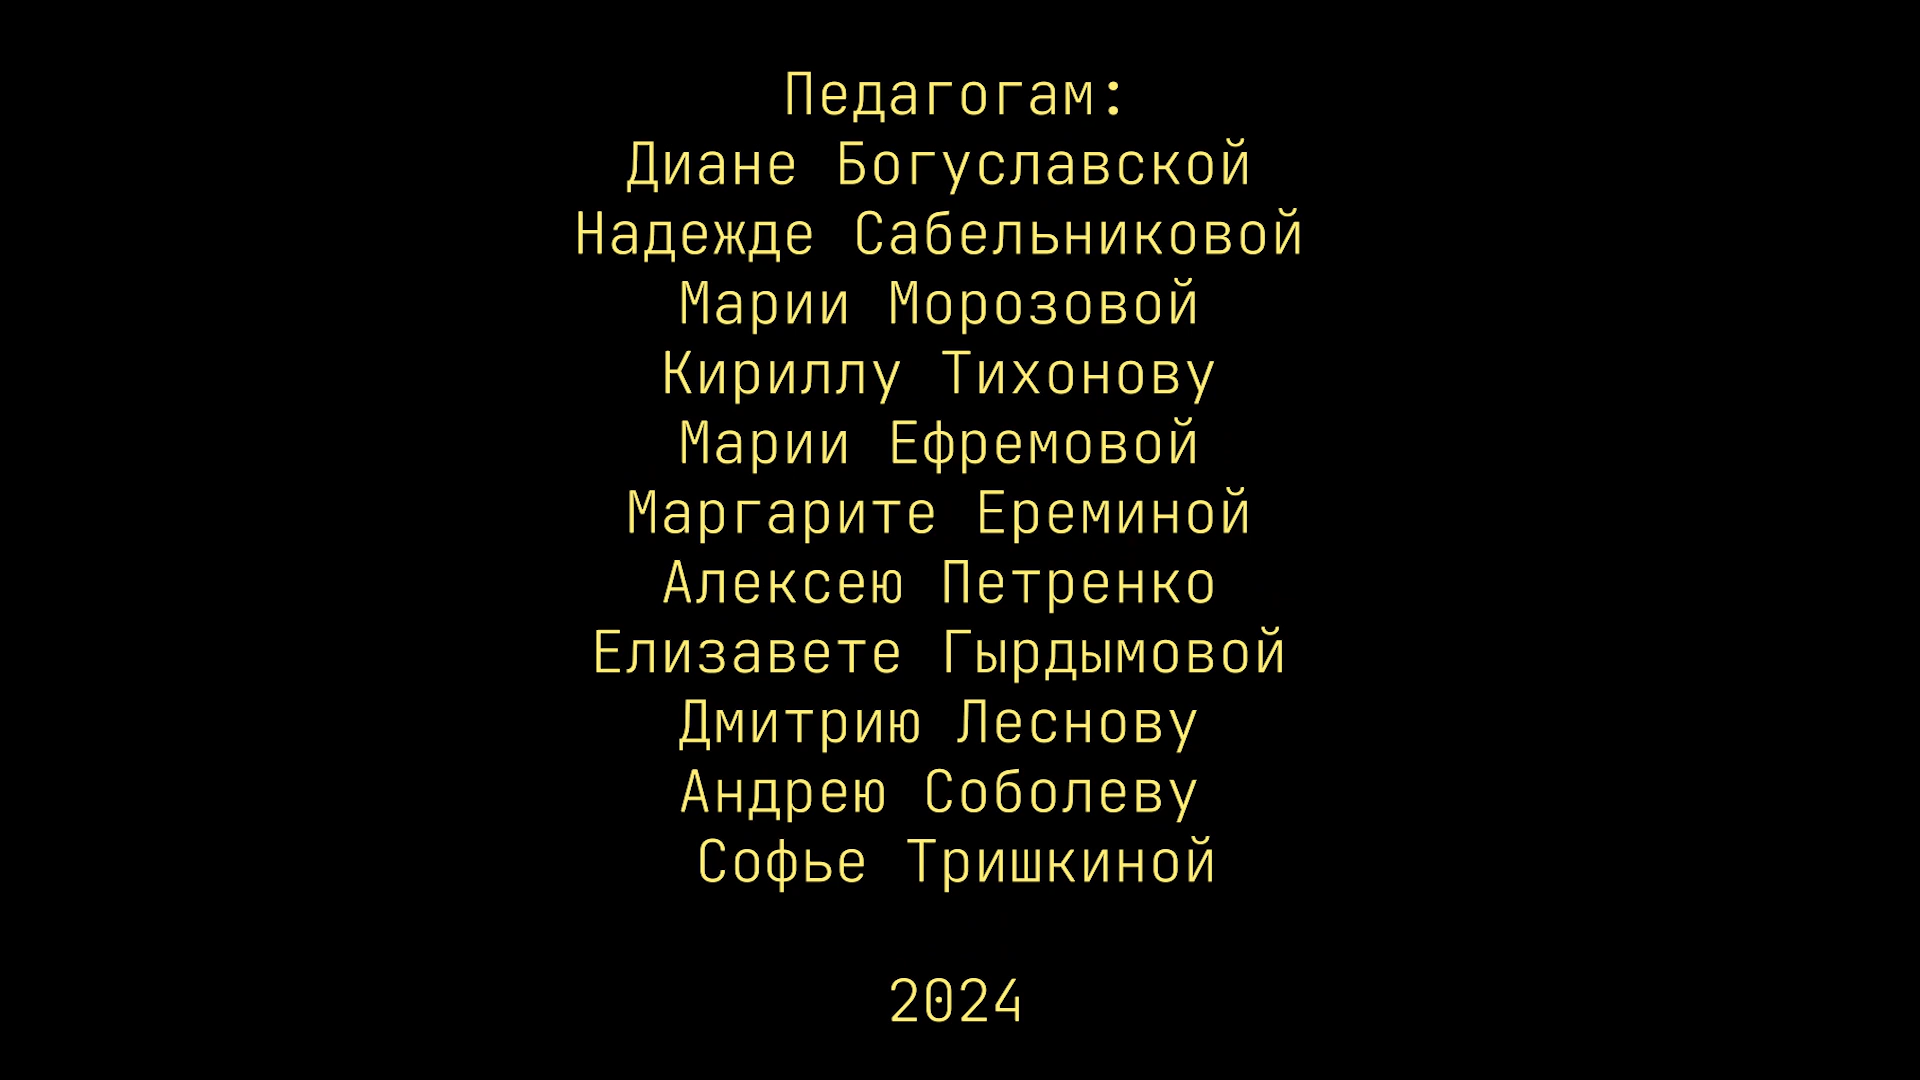 Педагогам:
Диане Богуславской
Надежде Сабельниковой
Марии Морозовой
Кириллу Тихонову
Марии Ефремовой
Маргарите Ереминой
Алексею Петренко
Елизавете Гырдымовой
Дмитрию Леснову
Андрею Соболеву
Софье Тришкиной
2024